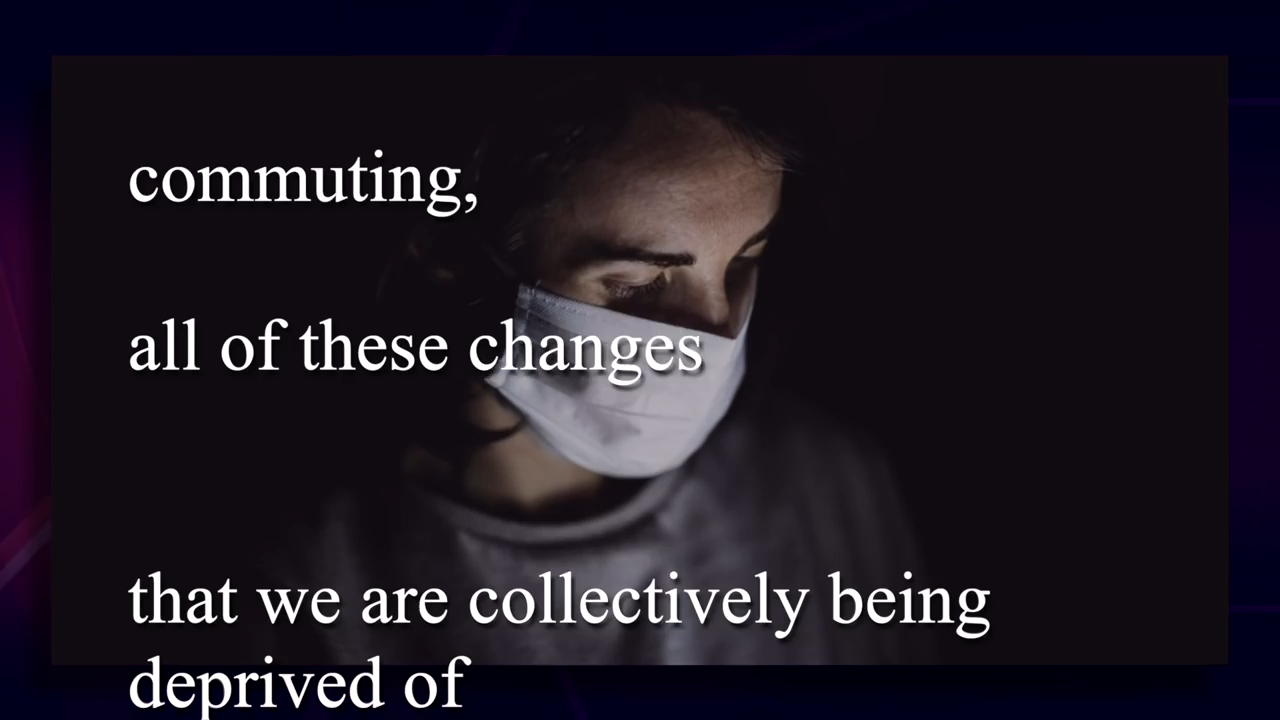 commuting,
all of these changes
that we are collectively being
deprived of